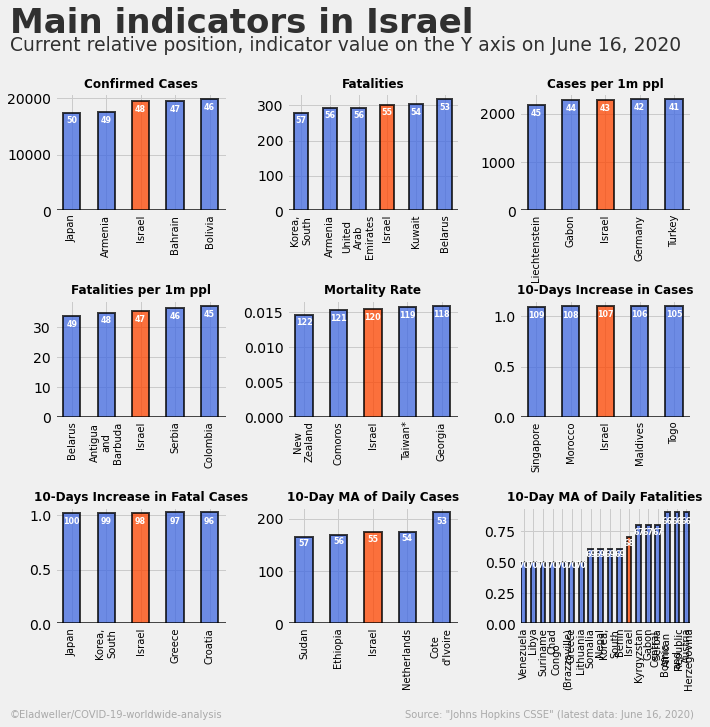 Main indicators in Israel
Current relative position, indicator value on the Y axis on June 16, 2020
Confirmed Cases
20000
10000
0
50
49
48
47
46
Japan
Armenia
Israel
Bahrain
Bolivia
Fatalities
300
200
100
0
57
56
56
55
54
53
Korea,
South
Armenia
United
Arab
Emirates
Israel
Kuwait
Belarus
Cases per 1m ppl
2000
1000
0
45
44
43
42
41
Liechtenstein
Gabon
Israel
Germany
Turkey
Fatalities per 1m ppl
30
20
10
0
49
48
47
46
45
Belarus
Antigua
and
Barbuda
Israel
Serbia
Colombia
Mortality Rate
0.015
0.010
0.005
0.000
122
121
120
119
118
New
Zealand
Comoros
Israel
Taiwan*
Georgia
10-Days Increase in Cases
1.0
0.5
0.0
109
108
107
106
105
Singapore
Morocco
Israel
Maldives
Togo
10-Days Increase in Fatal Cases
1.0
0.5
0.0
100
99
98
97
96
Japan
Korea,
South
Israel
Greece
Croatia
10-Day MA of Daily Cases
200
100
0
57
56
55
54
53
Sudan
Ethiopia
Israel
Netherlands
Cote
d'Ivoire
10-Day MA of Daily Fatalities
0.75
0.50
0.25
0.00
Venezuela
Libya
Suriname
Chad
Congo
(Brazzaville)
Greece
Lithuania
Somalia
Nepal
Korea,
South
Benin
Israel
Kyrgyzstan
Gabon
Republic
Bosnia
and
Herzegovina
©Eladweller/COVID-19-worldwide-analysis
Source: "Johns Hopkins CSSE" (latest data: June 16, 2020)